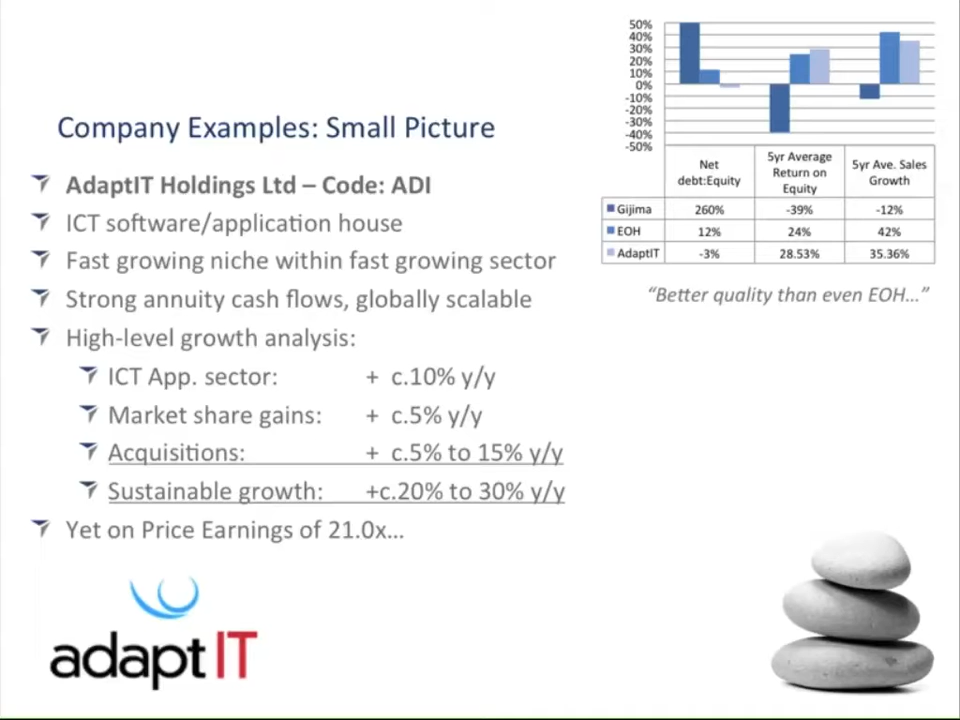 Company Examples: Small Picture
AdaptIT Holdings Ltd – Code: ADI
ICT software/application house
Fast growing niche within fast growing sector
Strong annuity cash flows, globally scalable
High-level growth analysis:
ICT App. sector: + c.10% y/y
Market share gains: + c.5% y/y
Acquisitions: + c.5% to 15% y/y
Sustainable growth: +c.20% to 30% y/y
Yet on Price Earnings of 21.0x...
adaptIT
50%
40%
30%
20%
10%
0%
-10%
-20%
-30%
-40%
-50%
Net debt:Equity
5yr Average Return on Equity
5yr Ave. Sales Growth
Gijima 260% -39% -12%
EOH 12% 24% 42%
AdaptIT -3% 28.53% 35.36%
“Better quality than even EOH...”